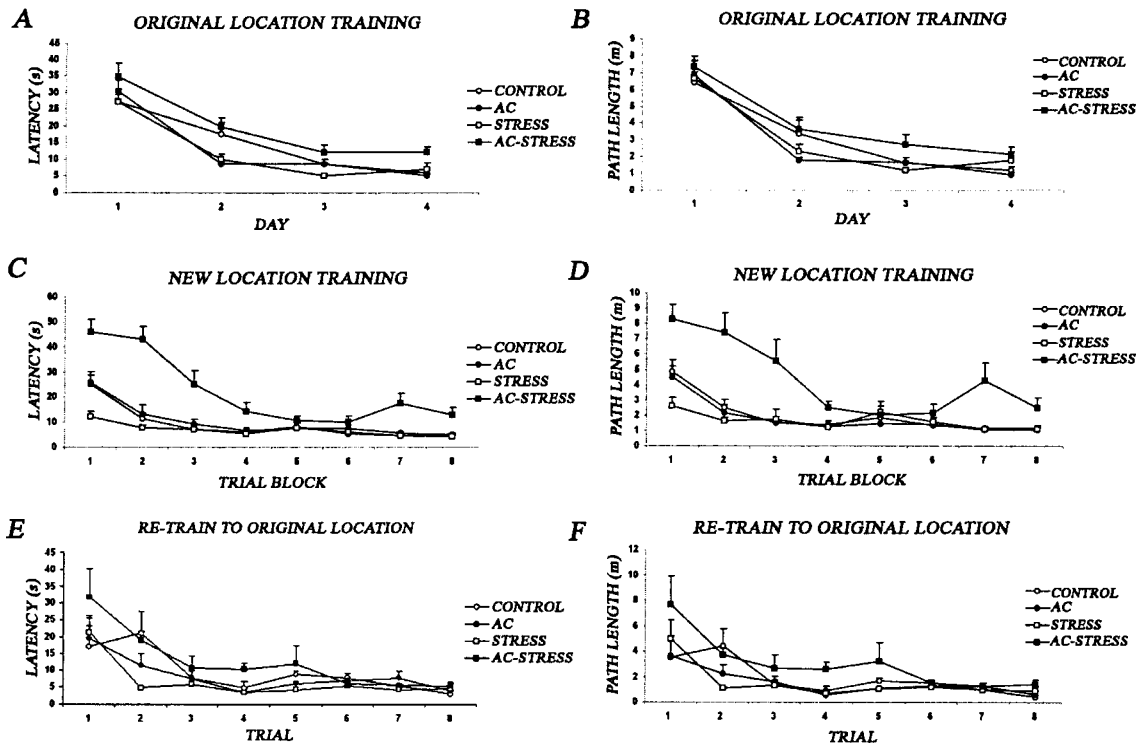 A
ORIGINAL LOCATION TRAINING
LATENCY (s)
45
40
35
30
25
20
15
10
5
0
1 2 3 4
DAY
CONTROL
AC
STRESS
AC-STRESS
B
ORIGINAL LOCATION TRAINING
PATH LENGTH (m)
9
8
7
6
5
4
3
2
1
0
1 2 3 4
DAY
CONTROL
AC
STRESS
AC-STRESS
C
NEW LOCATION TRAINING
LATENCY (s)
60
50
40
30
20
10
0
1 2 3 4 5 6 7 8
TRIAL BLOCK
CONTROL
AC
STRESS
AC-STRESS
D
NEW LOCATION TRAINING
PATH LENGTH (m)
10
9
8
7
6
5
4
3
2
1
0
1 2 3 4 5 6 7 8
TRIAL BLOCK
CONTROL
AC
STRESS
AC-STRESS
E
RE-TRAIN TO ORIGINAL LOCATION
LATENCY (s)
45
40
35
30
25
20
15
10
5
0
1 2 3 4 5 6 7 8
TRIAL
CONTROL
AC
STRESS
AC-STRESS
F
RE-TRAIN TO ORIGINAL LOCATION
PATH LENGTH (m)
12
10
8
6
4
2
0
1 2 3 4 5 6 7 8
TRIAL
CONTROL
AC
STRESS
AC-STRESS